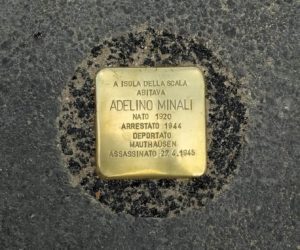 A ISOLA DELLA SCALA
ABITAVA
ADELINO MINALI
NATO 1920
ARRESTATO 1944
DEPORTATO
MAUTHAUSEN
ASSASSINATO 27.4.1945